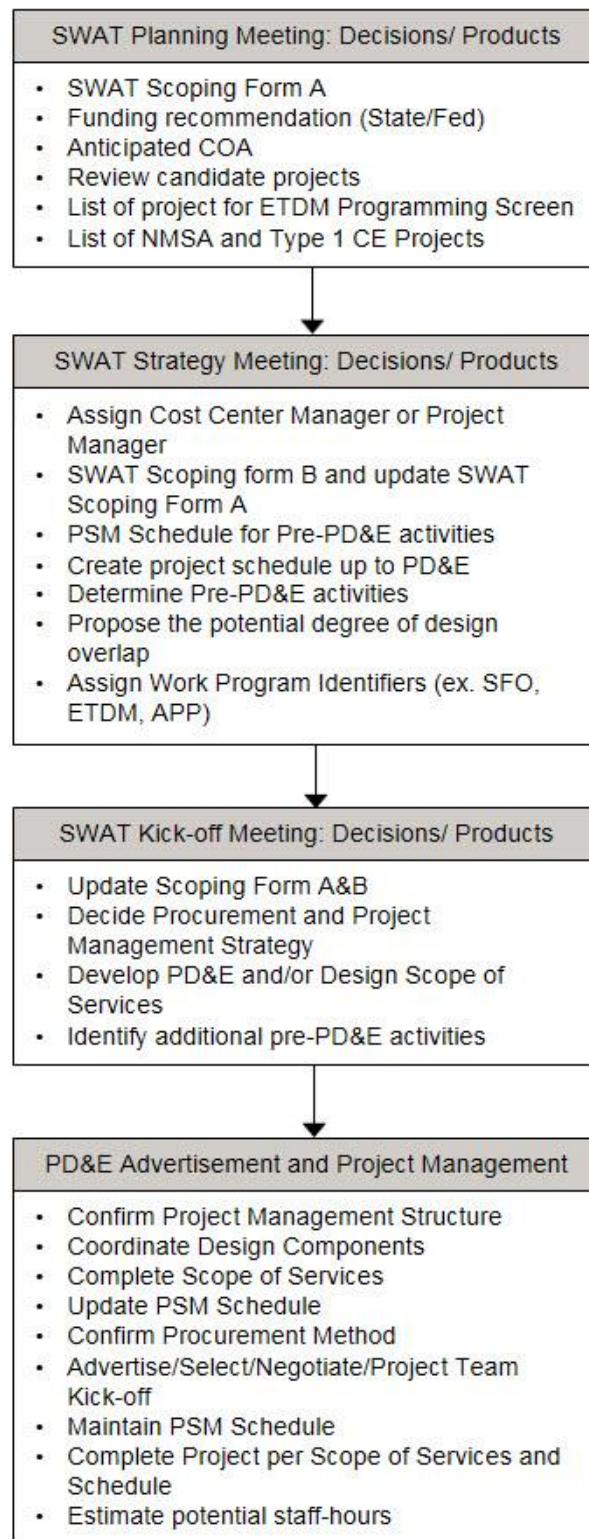 SWAT Planning Meeting: Decisions/ Products
• SWAT Scoping Form A
• Funding recommendation (State/Fed)
• Anticipated COA
• Review candidate projects
• List of project for ETDM Programming Screen
• List of NMSA and Type 1 CE Projects
SWAT Strategy Meeting: Decisions/ Products
• Assign Cost Center Manager or Project
Manager
• SWAT Scoping form B and update SWAT
Scoping Form A
• PSM Schedule for Pre-PD&E activities
• Create project schedule up to PD&E
• Determine Pre-PD&E activities
• Propose the potential degree of design
overlap
• Assign Work Program Identifiers (ex. SFO,
ETDM, APP)
SWAT Kick-off Meeting: Decisions/ Products
• Update Scoping Form A&B
• Decide Procurement and Project
Management Strategy
• Develop PD&E and/or Design Scope of
Services
• Identify additional pre-PD&E activities
PD&E Advertisement and Project Management
• Confirm Project Management Structure
• Coordinate Design Components
• Complete Scope of Services
• Update PSM Schedule
• Confirm Procurement Method
• Advertise/Select/Negotiate/Project Team
Kick-off
• Maintain PSM Schedule
• Complete Project per Scope of Services and
Schedule
• Estimate potential staff-hours